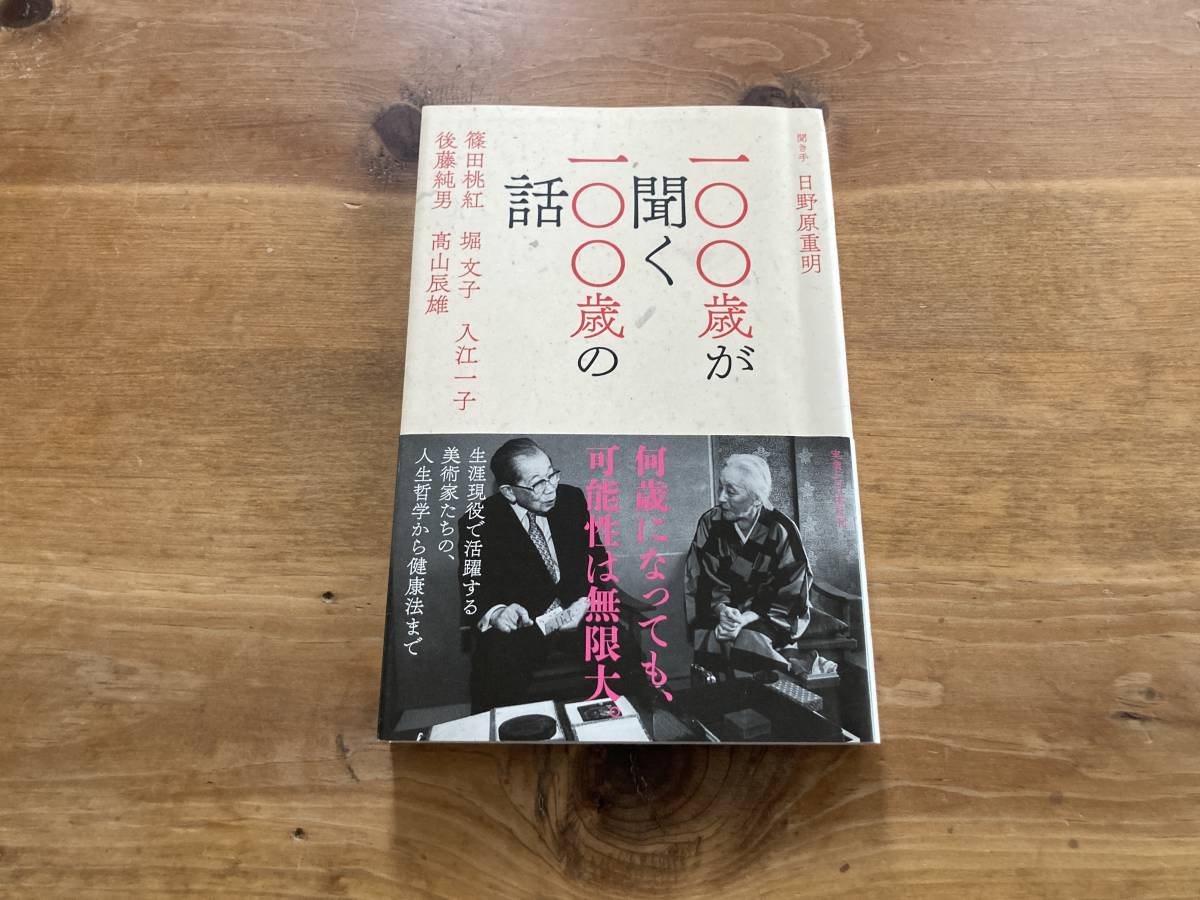 聞き手 日野原重明
一〇〇歳が
聞く
一〇〇歳の
話
篠田桃紅 堀 文子 入江一子
後藤純男 髙山辰雄
何歳になっても、
可能性は無限大。
生涯現役で活躍する
美術家たちの、
人生哲学から健康法まで